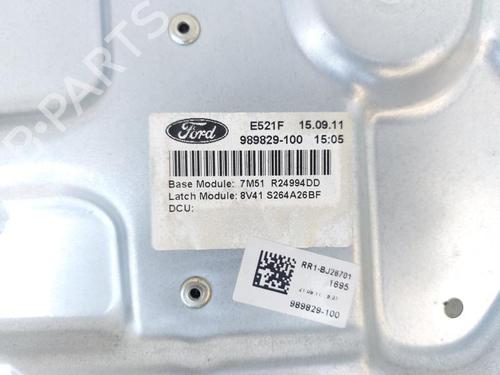 B-PARTS
Ford
E521F 15.09.11
989829-100 15:05
Base Module: 7M51 R24994DD
Latch Module: 8V41 S264A26BF
DCU:
RR1-BJ26701
1695
989829-100